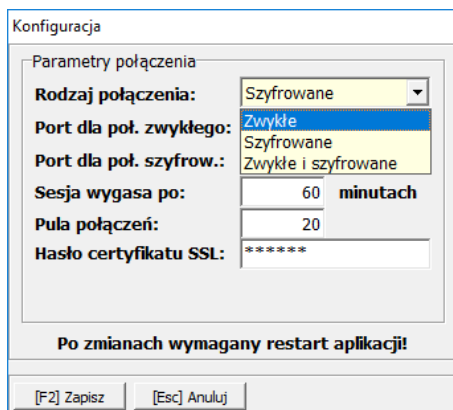 Konfiguracja
Parametry połączenia
Rodzaj połączenia: Szyfrowane
Port dla poł. zwykłego: Zwykłe
Szyfrowane
Port dla poł. szyfrow.: Zwykłe i szyfrowane
Sesja wygasa po: 60 minutach
Pula połączeń: 20
Hasło certyfikatu SSL: ******
Po zmianach wymagany restart aplikacji!
[F2] Zapisz [Esc] Anuluj